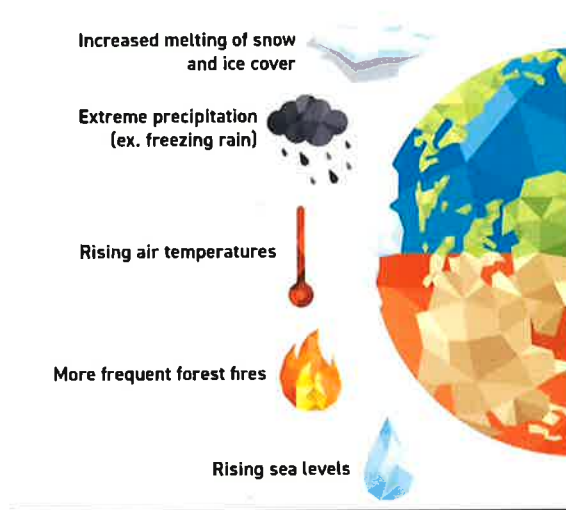 Increased melting of snow
and ice cover
Extreme precipitation
(ex. freezing rain)
Rising air temperatures
More frequent forest fires
Rising sea levels